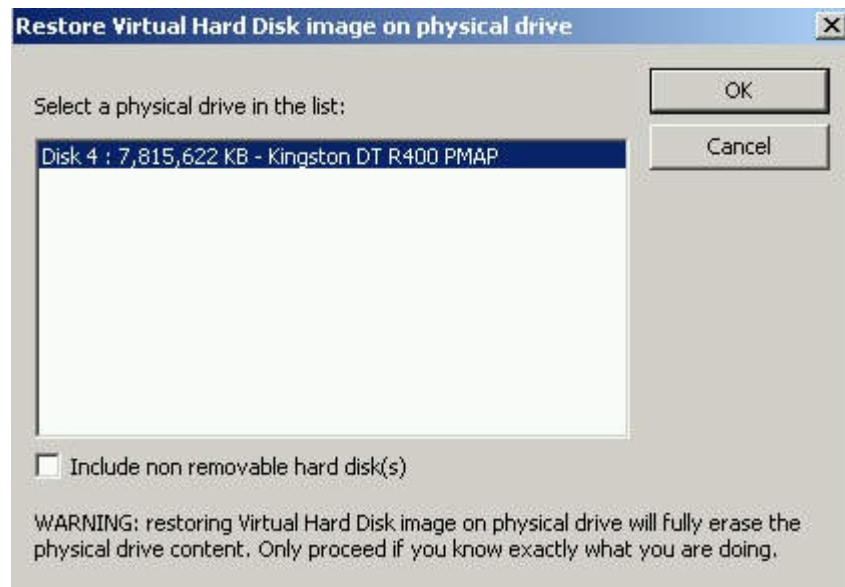 Restore Virtual Hard Disk image on physical drive
OK
Select a physical drive in the list:
Cancel
Disk 4 : 7,815,622 KB - Kingston DT R400 PMAP
Include non removable hard disk(s)
WARNING: restoring Virtual Hard Disk image on physical drive will fully erase the
physical drive content. Only proceed if you know exactly what you are doing.